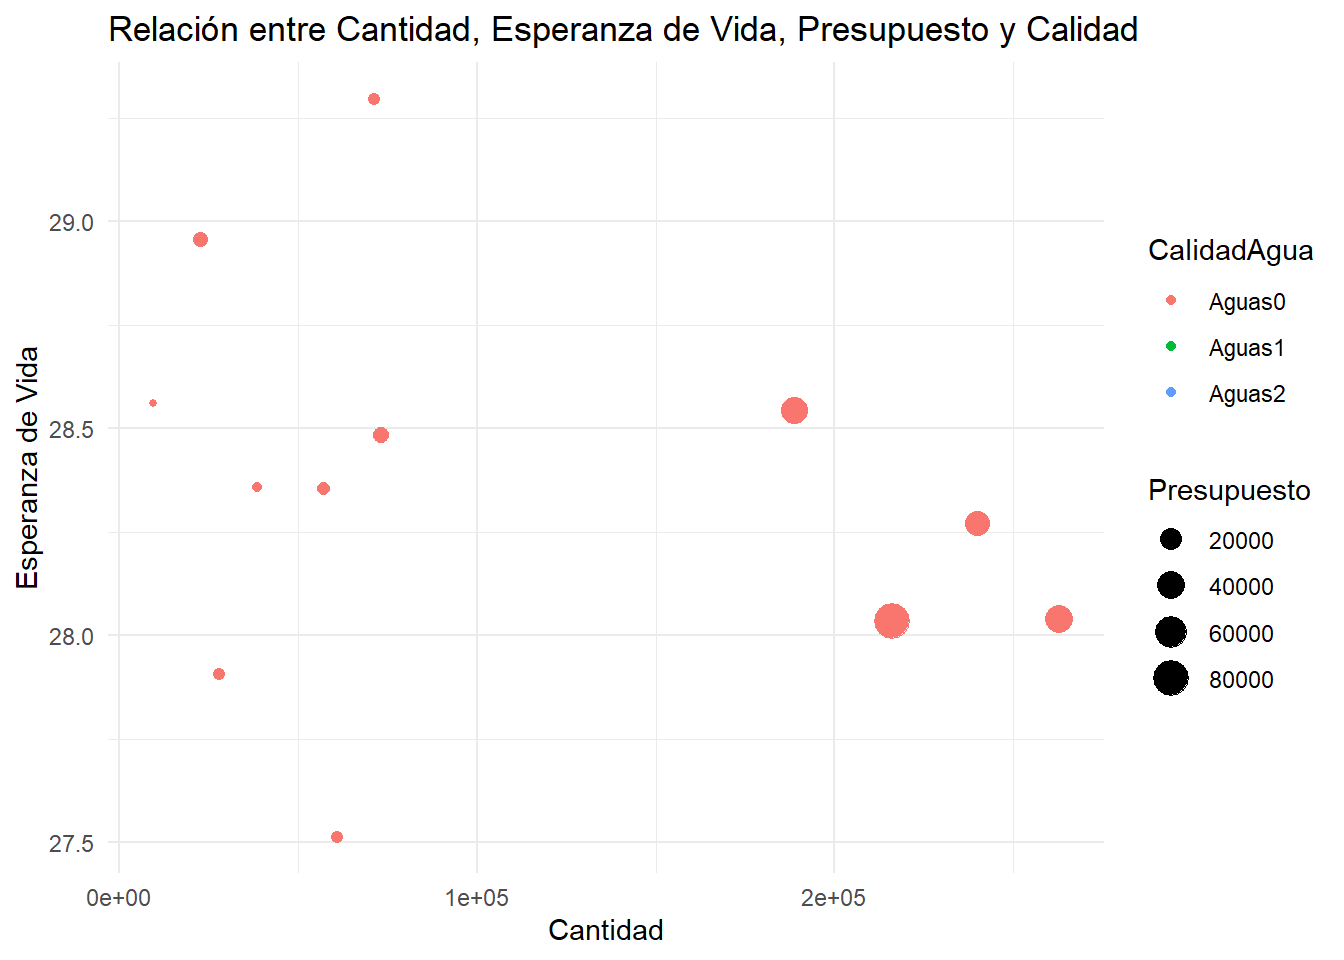 Relación entre Cantidad, Esperanza de Vida, Presupuesto y Calidad
Esperanza de Vida
29.0
28.5
28.0
27.5
0e+00
1e+05
2e+05
Cantidad
CalidadAgua
Aguas0
Aguas1
Aguas2
Presupuesto
20000
40000
60000
80000